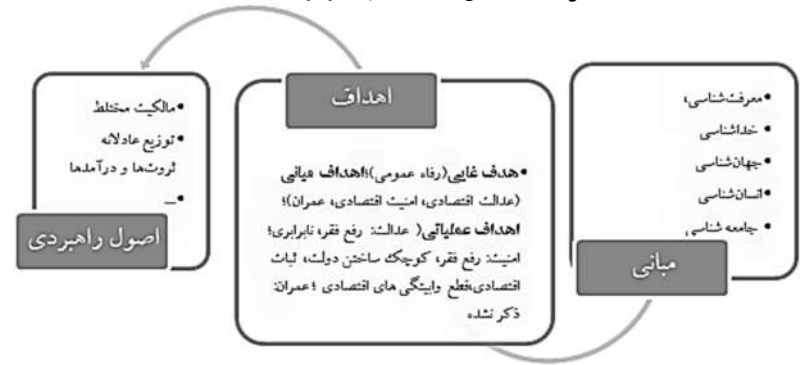 معرفت‌شناسی،
خداشناسی
جهان‌شناسی
انسان‌شناسی
جامعه شناسی
مبانی
اهداف
هدف غایی(رفاه عمومی)؛اهداف میانی
(عدالت اقتصادی، امنیت اقتصادی، عمران)؛
اهداف عملیاتی( عدالت: رفع فقر، نابرابری؛
امنیت: رفع فقر، کوچک ساختن دولت، ثبات
اقتصادی،قطع وابستگی های اقتصادی ؛عمران:
ذکر نشده
مالکیت مختلط
توزیع عادلانه
ثروت‌ها و درآمدها
...
اصول راهبردی